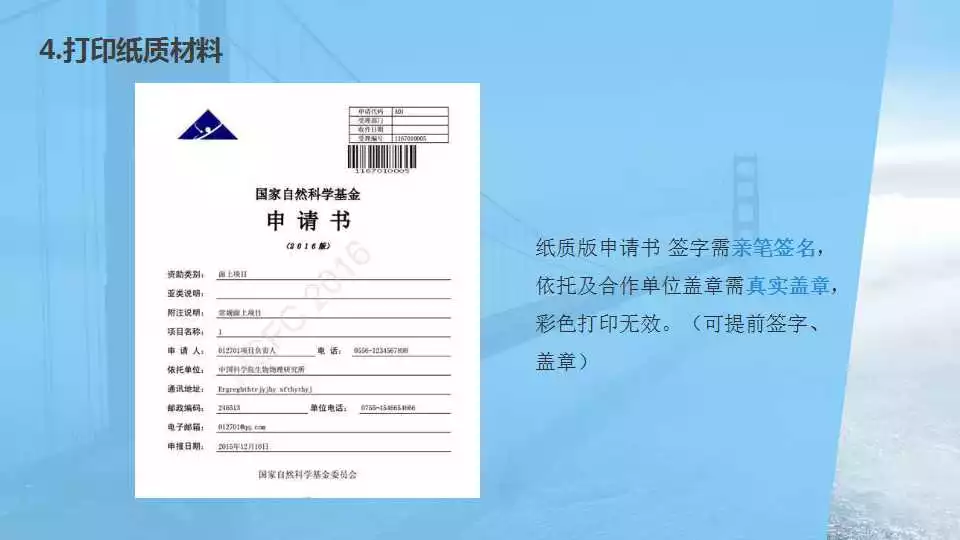 4.打印纸质材料
申请代码 A01
受理部门
收件日期
受理编号 1167010005
1167010005
国家自然科学基金
申 请 书
（2016版）
NSFC 2016
资助类别： 面上项目
亚类说明：
附注说明： 常规面上项目
项目名称： 1
申 请 人： 012701项目负责人 电 话： 0556-1234567890
依托单位： 中国科学院生物物理研究所
通讯地址：
邮政编码： 246513 单位电话： 0755-4546654666
电子邮箱： 012701@qq.com
申报日期： 2015年12月16日
国家自然科学基金委员会
纸质版申请书 签字需亲笔签名，
依托及合作单位盖章需真实盖章，
彩色打印无效。（可提前签字、
盖章）